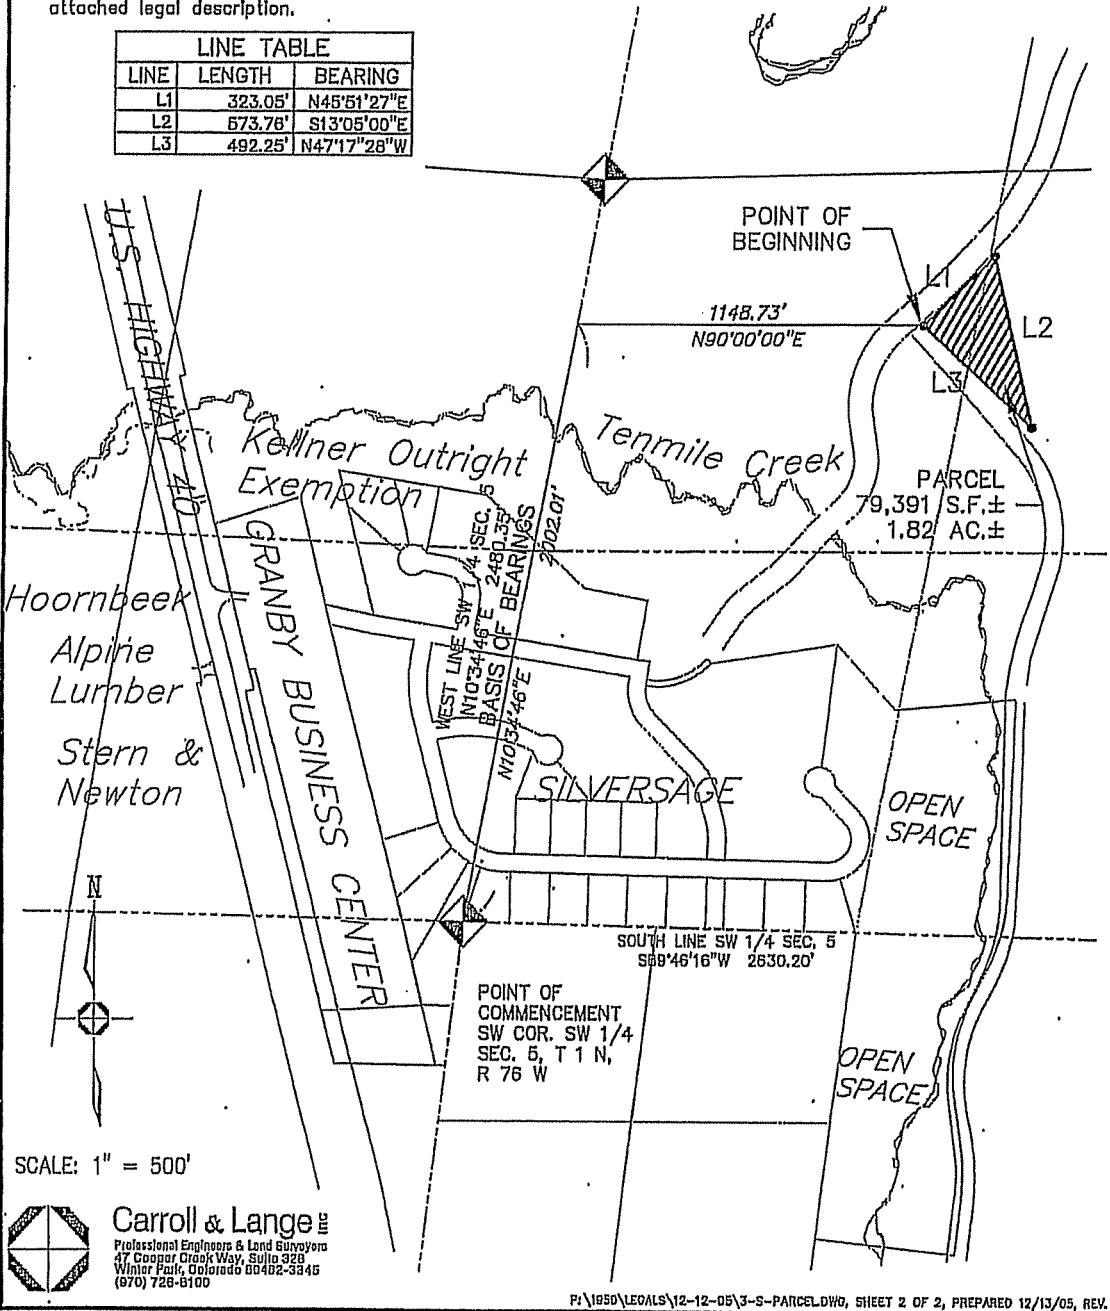 attached legal description.
LINE TABLE
LINE LENGTH BEARING
L1 323.05' N45°51'27"E
L2 573.76' S13°05'00"E
L3 492.25' N47°17'28"W
U.S. HIGHWAY 40
POINT OF
BEGINNING
L1
1148.73'
N90°00'00"E
L2
L3
Kellner Outright
Exemption
Tenmile Creek
PARCEL
79,391 S.F.±
1.82 AC.±
WEST LINE SW 1/4 SEC. 5
N10°34'46"E 2480.35'
BASIS OF BEARINGS
N10°34'46"E
2002.01'
Hoornbeek
Alpine
Lumber
Stern &
Newton
GRANBY BUSINESS CENTER
SILVERSAGE
OPEN
SPACE
N
SOUTH LINE SW 1/4 SEC. 5
S89°46'16"W 2630.20'
POINT OF
COMMENCEMENT
SW COR. SW 1/4
SEC. 5, T 1 N,
R 76 W
OPEN
SPACE
SCALE: 1" = 500'
Carroll & Lange INC
Professional Engineers & Land Surveyors
47 Cooper Creek Way, Suite 328
Winter Park, Colorado 80482-3345
(970) 726-8100
P:\1950\LEGALS\12-12-05\3-S-PARCEL.DWG, SHEET 2 OF 2, PREPARED 12/13/05, REV.